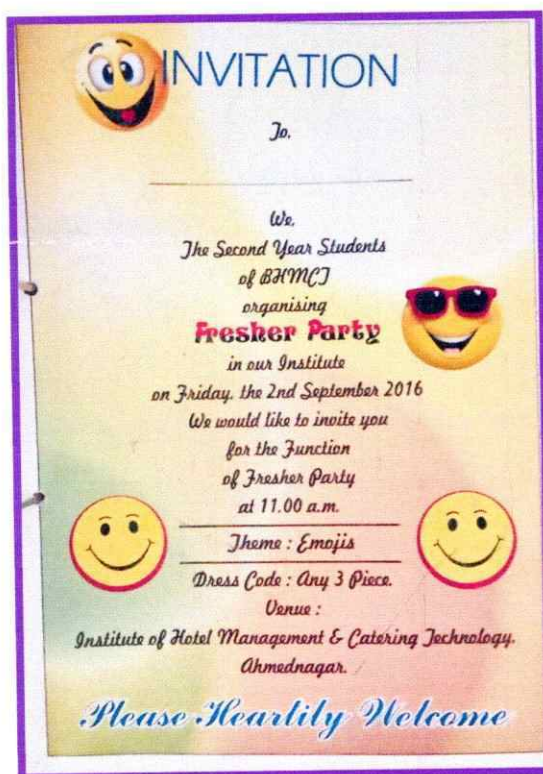 INVITATION
To,
We,
The Second Year Students
of BHMCT
organising
Fresher Party
in our Institute
on Friday, the 2nd September 2016
We would like to invite you
for the Function
of Fresher Party
at 11.00 a.m.
Theme : Emojis
Dress Code : Any 3 Piece.
Venue :
Institute of Hotel Management & Catering Technology,
Ahmednagar.
Please Heartily Welcome